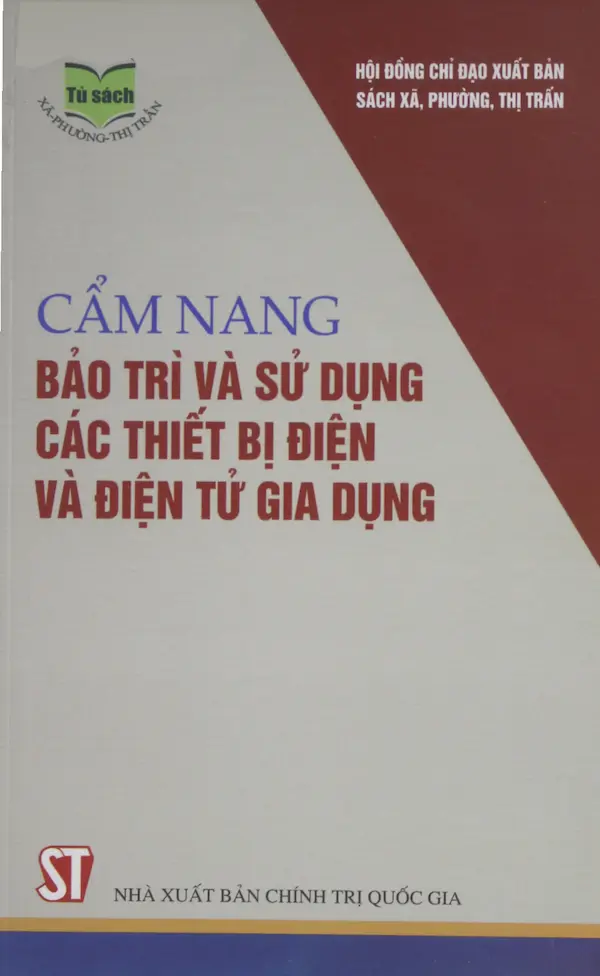 Tủ sách
XÃ-PHƯỜNG-THỊ TRẤN
HỘI ĐỒNG CHỈ ĐẠO XUẤT BẢN
SÁCH XÃ, PHƯỜNG, THỊ TRẤN
CẨM NANG
BẢO TRÌ VÀ SỬ DỤNG
CÁC THIẾT BỊ ĐIỆN
VÀ ĐIỆN TỬ GIA DỤNG
ST
NHÀ XUẤT BẢN CHÍNH TRỊ QUỐC GIA